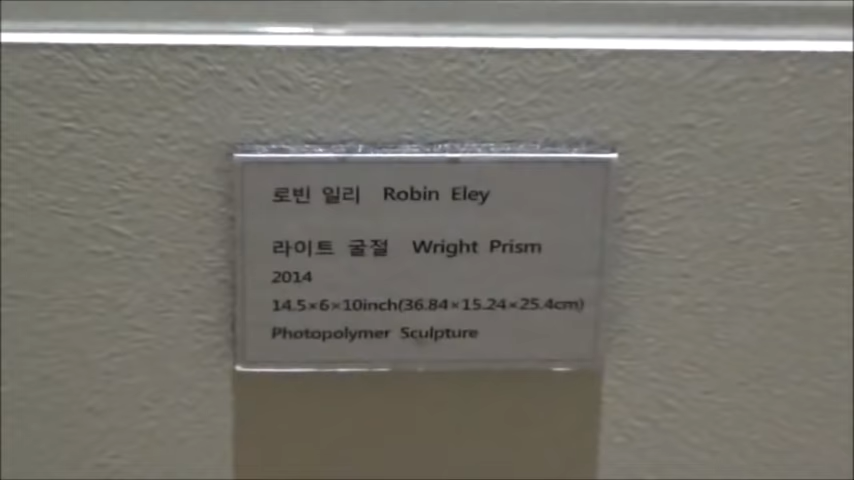 로빈 일리 Robin Eley
라이트 굴절 Wright Prism
2014
14.5×6×10inch(36.84×15.24×25.4cm)
Photopolymer Sculpture